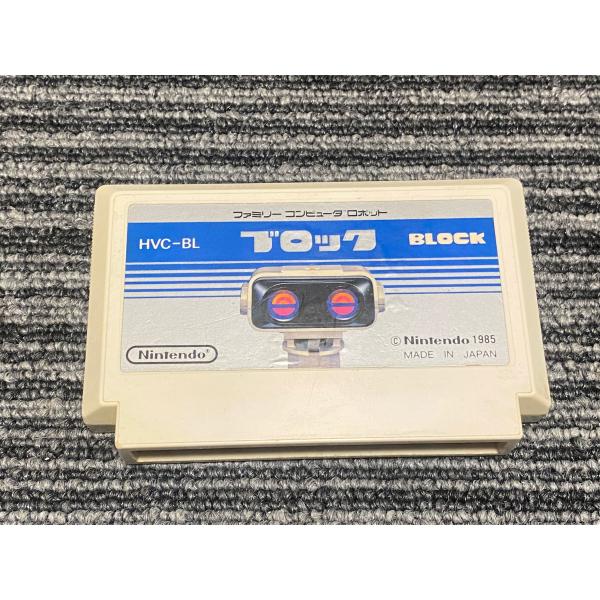 ファミリーコンピュータ ロボット
HVC-BL ブロック BLOCK
Nintendo®
©Nintendo 1985
MADE IN JAPAN